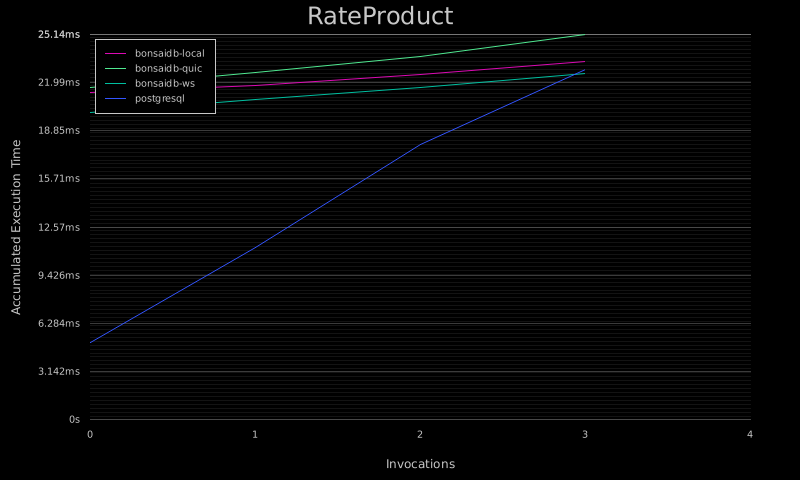 RateProduct
25.14ms
bonsaidb-local
bonsaidb-quic
bonsaidb-ws
postgresql
21.99ms
18.85ms
15.71ms
12.57ms
9.426ms
6.284ms
3.142ms
0s
Accumulated Execution Time
0 1 2 3 4
Invocations